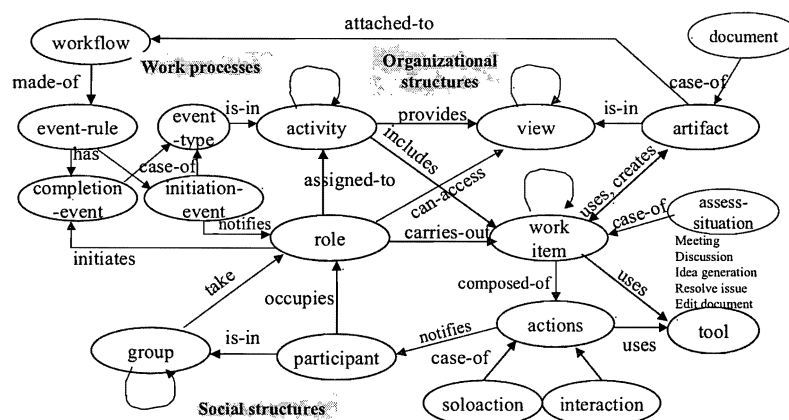 attached-to
workflow
document
Work processes
Organizational
structures
made-of
case-of
event-rule
event
-type
is-in
activity
provides
view
is-in
artifact
has
case-of
includes
completion
-event
initiation-
event
assigned-to
can-access
uses, creates
assess-
situation
case-of
notifies
role
carries-out
work
item
Meeting
Discussion
Idea generation
Resolve issue
Edit document
initiates
take
occupies
composed-of
uses
notifies
actions
uses
tool
group
is-in
participant
case-of
Social structures
soloaction
interaction